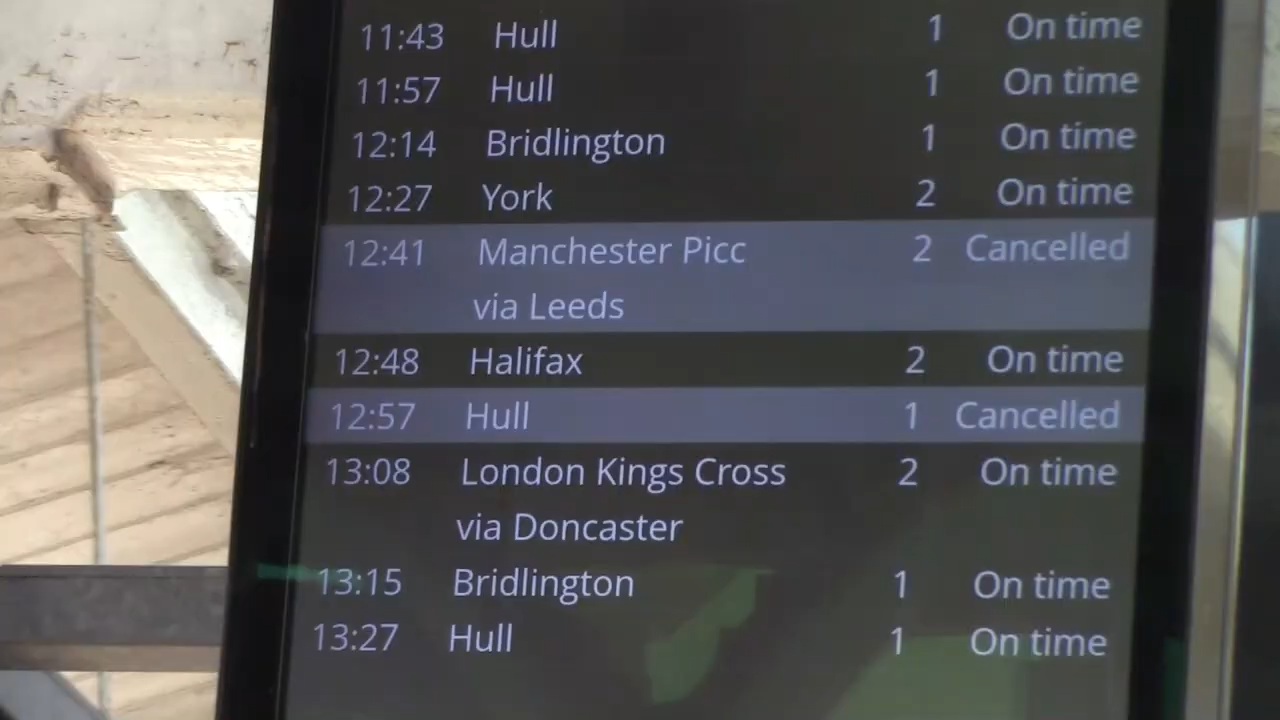 11:43 Hull 1 On time
11:57 Hull 1 On time
12:14 Bridlington 1 On time
12:27 York 2 On time
12:41 Manchester Picc 2 Cancelled
via Leeds
12:48 Halifax 2 On time
12:57 Hull 1 Cancelled
13:08 London Kings Cross 2 On time
via Doncaster
13:15 Bridlington 1 On time
13:27 Hull 1 On time